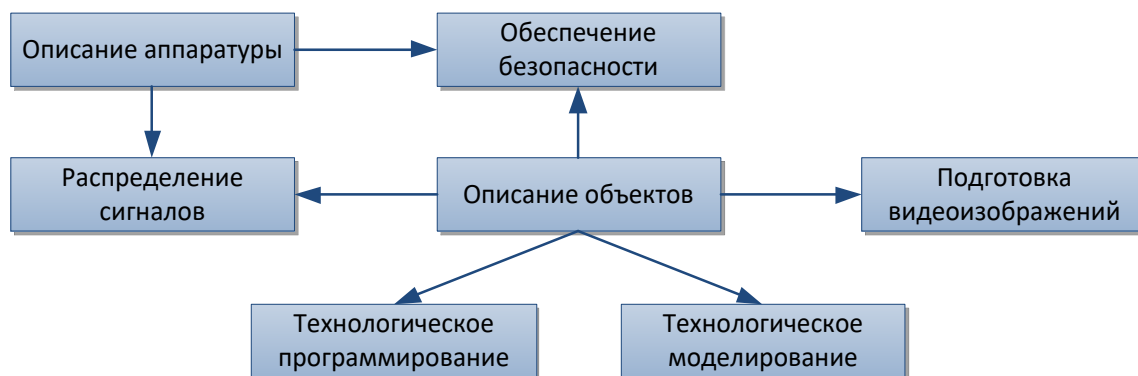 Описание аппаратуры
Обеспечение
безопасности
Распределение
сигналов
Описание объектов
Подготовка
видеоизображений
Технологическое
программирование
Технологическое
моделирование